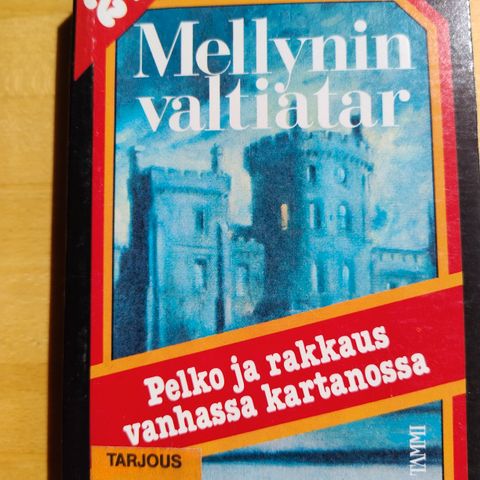 Mellynin
valtiatar
Pelko ja rakkaus
vanhassa kartanossa
TARJOUS
TAMMI